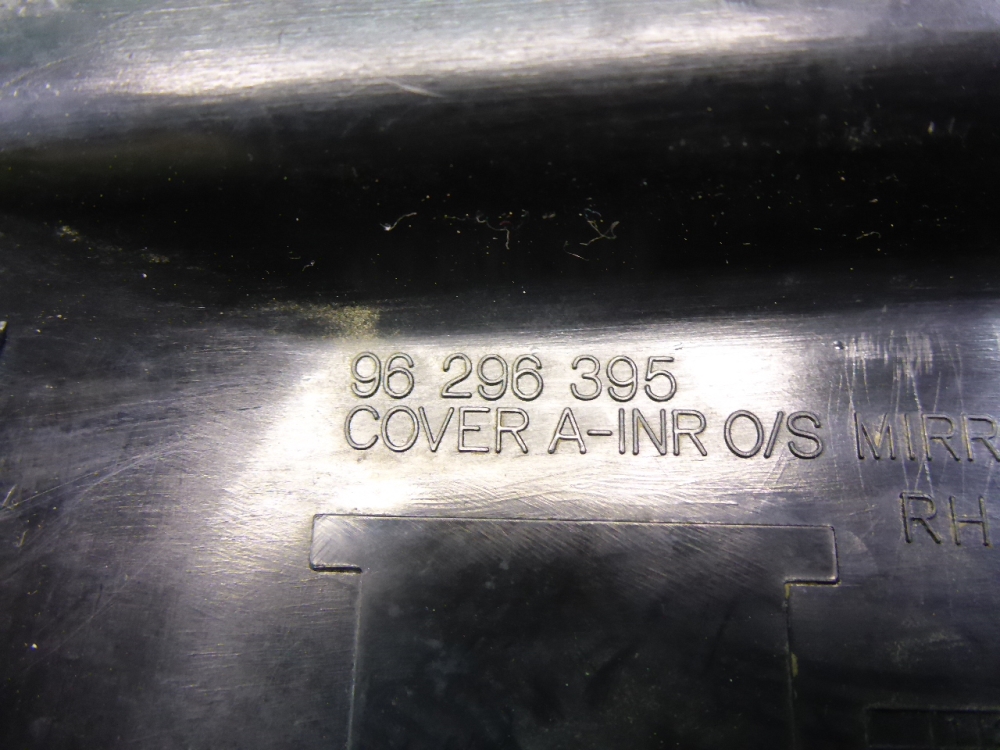 96 296 395
COVER A-INR O/S MIRR
RH